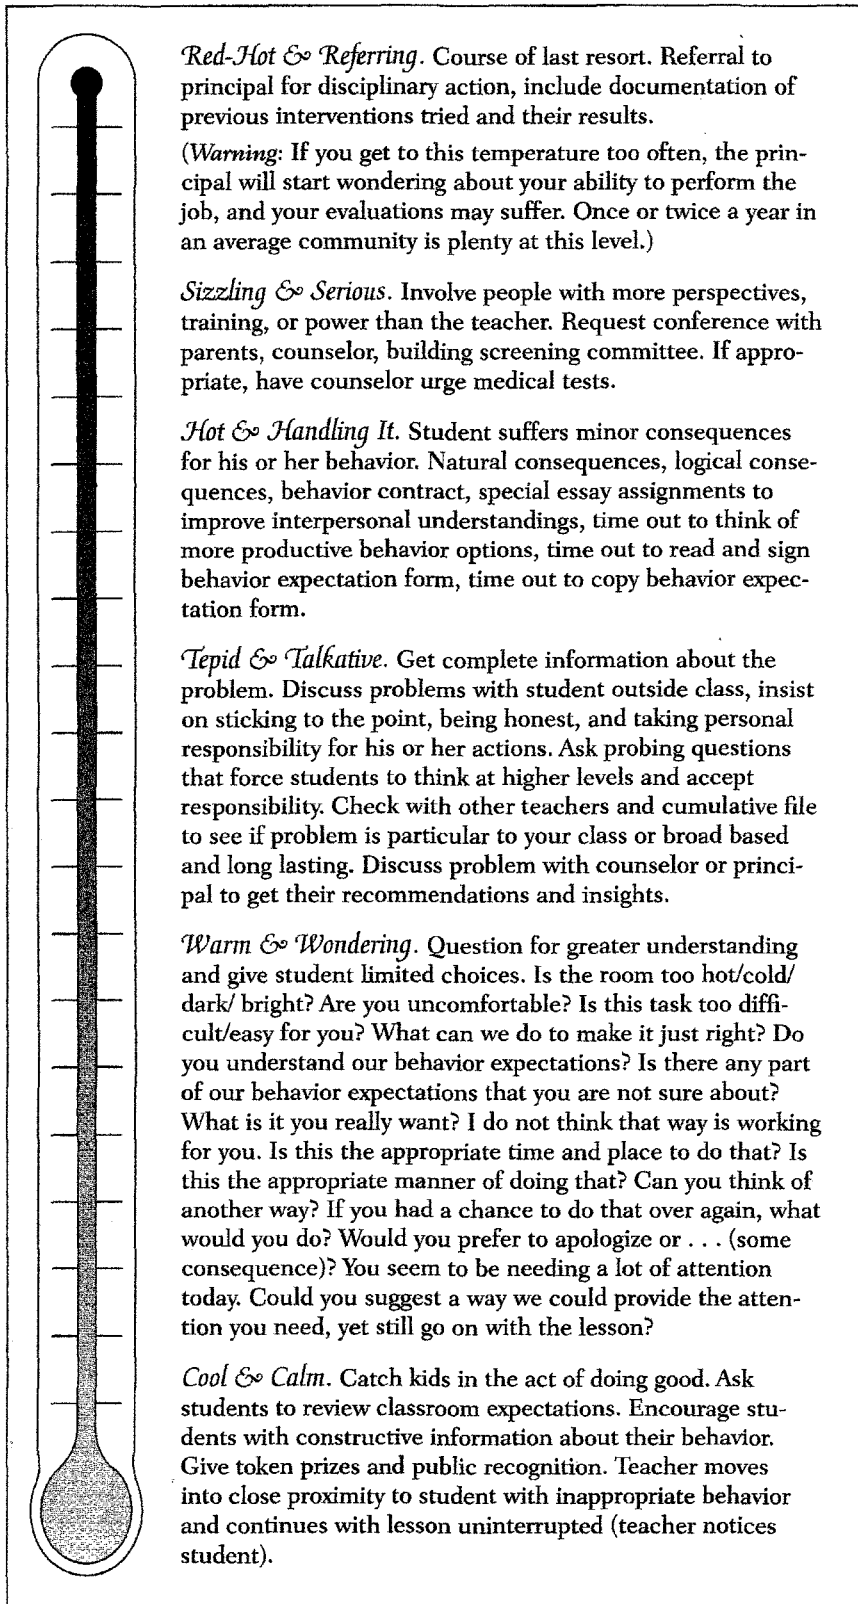 Red-Hot & Referring. Course of last resort. Referral to
principal for disciplinary action, include documentation of
previous interventions tried and their results.
(Warning: If you get to this temperature too often, the prin-
cipal will start wondering about your ability to perform the
job, and your evaluations may suffer. Once or twice a year in
an average community is plenty at this level.)
Sizzling & Serious. Involve people with more perspectives,
training, or power than the teacher. Request conference with
parents, counselor, building screening committee. If appro-
priate, have counselor urge medical tests.
Hot & Handling It. Student suffers minor consequences
for his or her behavior. Natural consequences, logical conse-
quences, behavior contract, special essay assignments to
improve interpersonal understandings, time out to think of
more productive behavior options, time out to read and sign
behavior expectation form, time out to copy behavior expec-
tation form.
Tepid & Talkative. Get complete information about the
problem. Discuss problems with student outside class, insist
on sticking to the point, being honest, and taking personal
responsibility for his or her actions. Ask probing questions
that force students to think at higher levels and accept
responsibility. Check with other teachers and cumulative file
to see if problem is particular to your class or broad based
and long lasting. Discuss problem with counselor or princi-
pal to get their recommendations and insights.
Warm & Wondering. Question for greater understanding
and give student limited choices. Is the room too hot/cold/
dark/ bright? Are you uncomfortable? Is this task too diffi-
cult/easy for you? What can we do to make it just right? Do
you understand our behavior expectations? Is there any part
of our behavior expectations that you are not sure about?
What is it you really want? I do not think that way is working
for you. Is this the appropriate time and place to do that? Is
this the appropriate manner of doing that? Can you think of
another way? If you had a chance to do that over again, what
would you do? Would you prefer to apologize or . . . (some
consequence)? You seem to be needing a lot of attention
today. Could you suggest a way we could provide the atten-
tion you need, yet still go on with the lesson?
Cool & Calm. Catch kids in the act of doing good. Ask
students to review classroom expectations. Encourage stu-
dents with constructive information about their behavior.
Give token prizes and public recognition. Teacher moves
into close proximity to student with inappropriate behavior
and continues with lesson uninterrupted (teacher notices
student).